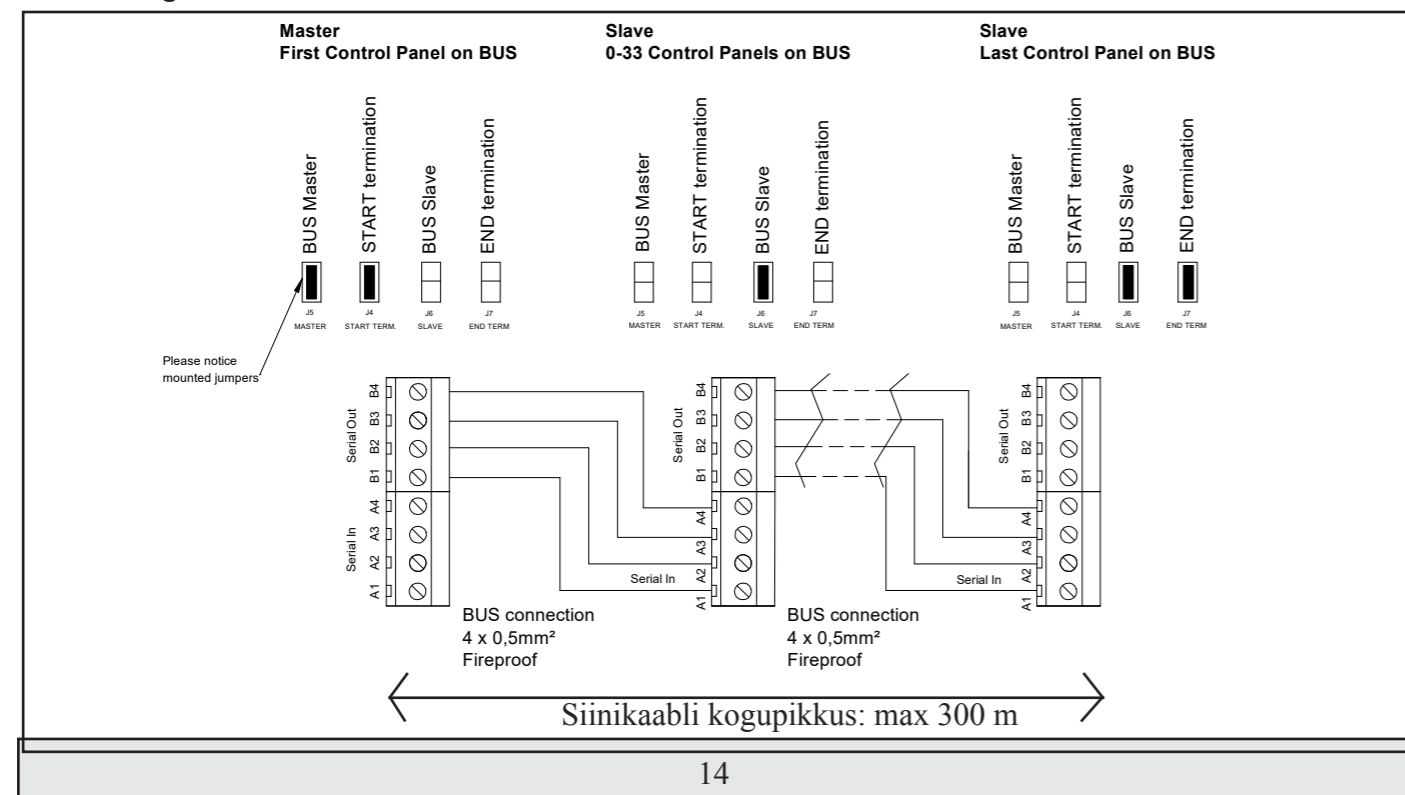 Master
First Control Panel on BUS
Slave
0-33 Control Panels on BUS
Slave
Last Control Panel on BUS
BUS Master
START termination
BUS Slave
END termination
BUS Master
START termination
BUS Slave
END termination
BUS Master
START termination
BUS Slave
END termination
J5
MASTER
J4
START TERM.
J6
SLAVE
J7
END TERM
J5
MASTER
J4
START TERM.
J6
SLAVE
J7
END TERM
J5
MASTER
J4
START TERM.
J6
SLAVE
J7
END TERM
Please notice
mounted jumpers
Serial Out
B4
B3
B2
B1
Serial In
A4
A3
A2
A1
Serial Out
B4
B3
B2
B1
Serial In
A4
A3
A2
A1
Serial Out
B4
B3
B2
B1
Serial In
A4
A3
A2
A1
BUS connection
4 x 0,5mm²
Fireproof
BUS connection
4 x 0,5mm²
Fireproof
Siinikaabli kogupikkus: max 300 m
14